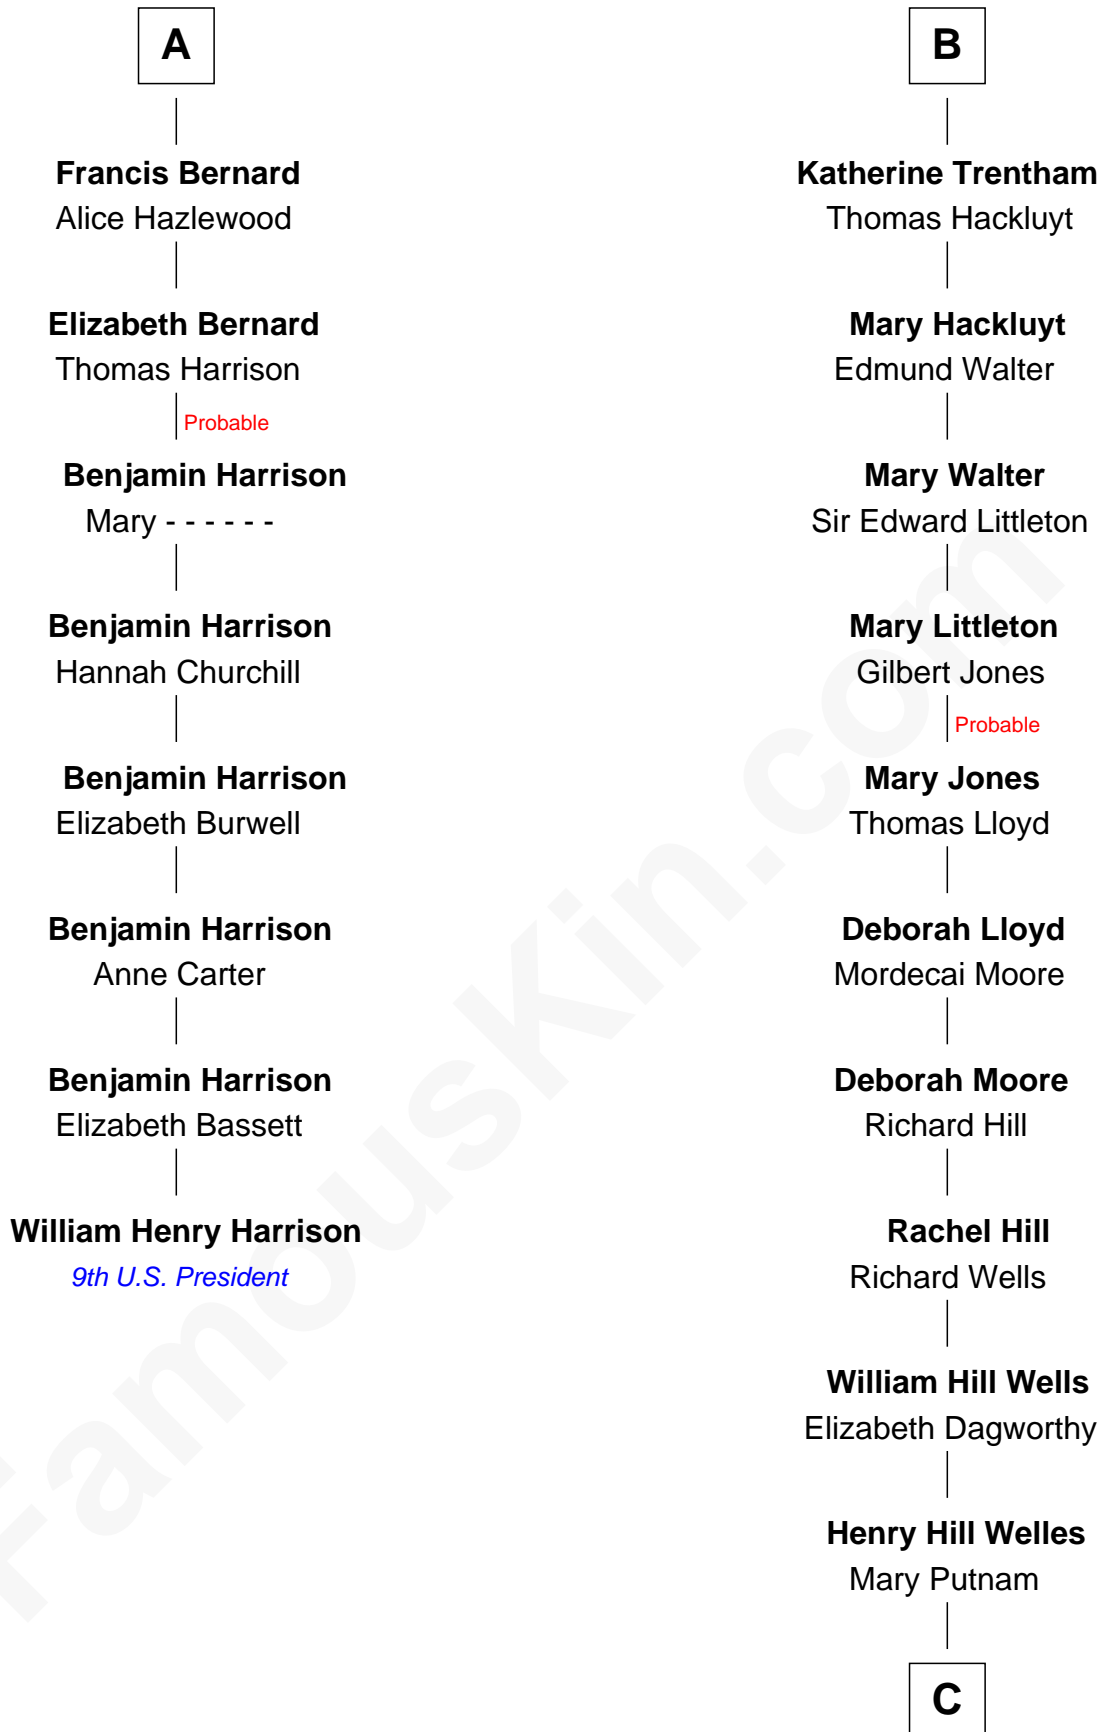 A
Francis Bernard
Alice Hazlewood
Elizabeth Bernard
Thomas Harrison
Probable
Benjamin Harrison
Mary - - - - - -
Benjamin Harrison
Hannah Churchill
Benjamin Harrison
Elizabeth Burwell
Benjamin Harrison
Anne Carter
Benjamin Harrison
Elizabeth Bassett
William Henry Harrison
9th U.S. President
B
Katherine Trentham
Thomas Hackluyt
Mary Hackluyt
Edmund Walter
Mary Walter
Sir Edward Littleton
Mary Littleton
Gilbert Jones
Probable
Mary Jones
Thomas Lloyd
Deborah Lloyd
Mordecai Moore
Deborah Moore
Richard Hill
Rachel Hill
Richard Wells
William Hill Wells
Elizabeth Dagworthy
Henry Hill Welles
Mary Putnam
C
FamousKin.com